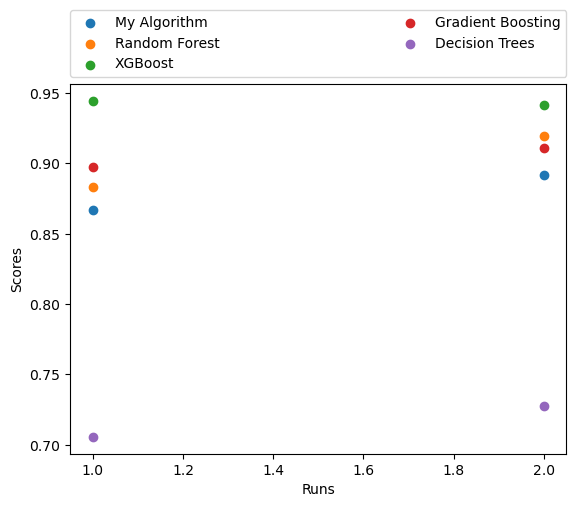 My Algorithm
Random Forest
XGBoost
Gradient Boosting
Decision Trees
0.95
0.90
0.85
0.80
0.75
0.70
Scores
1.0 1.2 1.4 1.6 1.8 2.0
Runs